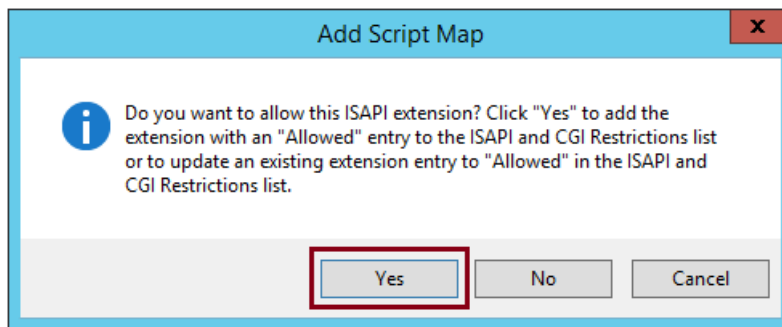 Add Script Map
x
Do you want to allow this ISAPI extension? Click "Yes" to add the
extension with an "Allowed" entry to the ISAPI and CGI Restrictions list
or to update an existing extension entry to "Allowed" in the ISAPI and
CGI Restrictions list.
Yes No Cancel